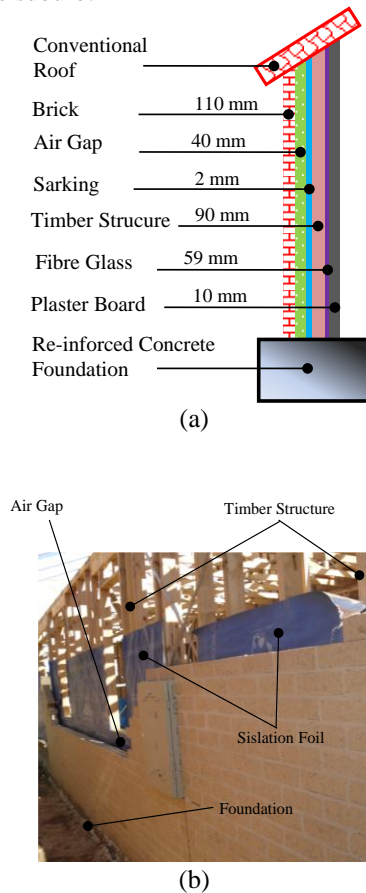 Conventional
Roof
Brick 110 mm
Air Gap 40 mm
Sarking 2 mm
Timber Strucure 90 mm
Fibre Glass 59 mm
Plaster Board 10 mm
Re-inforced Concrete
Foundation
(a)
Air Gap Timber Structure
Sislation Foil
Foundation
(b)